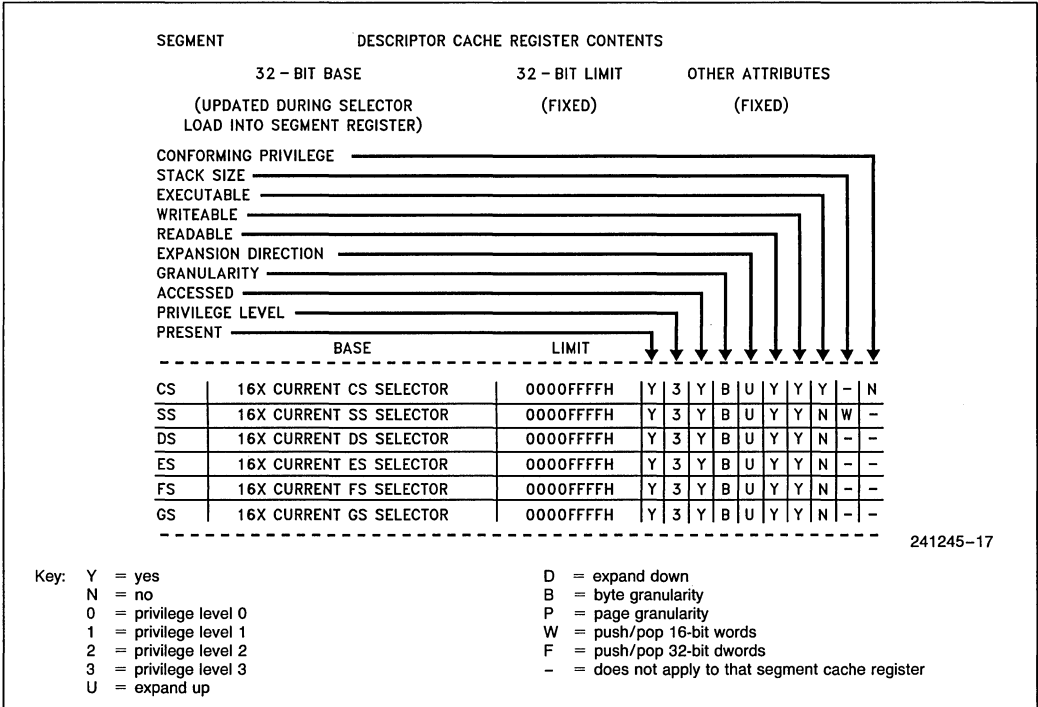 SEGMENT DESCRIPTOR CACHE REGISTER CONTENTS
32 – BIT BASE 32 – BIT LIMIT OTHER ATTRIBUTES
(UPDATED DURING SELECTOR (FIXED) (FIXED)
LOAD INTO SEGMENT REGISTER)
CONFORMING PRIVILEGE
STACK SIZE
EXECUTABLE
WRITEABLE
READABLE
EXPANSION DIRECTION
GRANULARITY
ACCESSED
PRIVILEGE LEVEL
PRESENT
BASE LIMIT
CS 16X CURRENT CS SELECTOR 0000FFFFH Y 3 Y B U Y Y Y – N
SS 16X CURRENT SS SELECTOR 0000FFFFH Y 3 Y B U Y Y N W –
DS 16X CURRENT DS SELECTOR 0000FFFFH Y 3 Y B U Y Y N – –
ES 16X CURRENT ES SELECTOR 0000FFFFH Y 3 Y B U Y Y N – –
FS 16X CURRENT FS SELECTOR 0000FFFFH Y 3 Y B U Y Y N – –
GS 16X CURRENT GS SELECTOR 0000FFFFH Y 3 Y B U Y Y N – –
241245–17
Key: Y = yes
N = no
0 = privilege level 0
1 = privilege level 1
2 = privilege level 2
3 = privilege level 3
U = expand up
D = expand down
B = byte granularity
P = page granularity
W = push/pop 16-bit words
F = push/pop 32-bit dwords
– = does not apply to that segment cache register